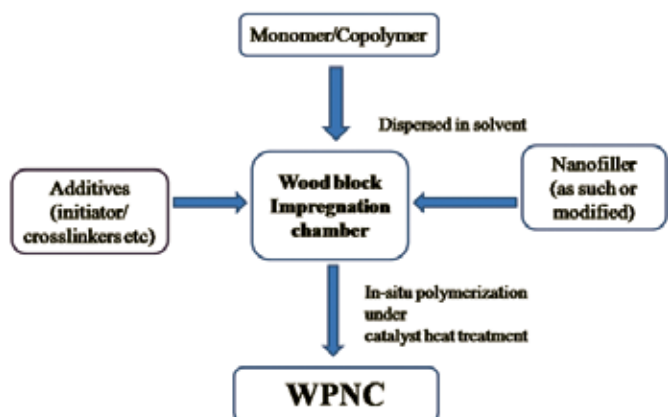 Monomer/Copolymer
Dispersed in solvent
Additives
(initiator/
crosslinkers etc)
Wood block
Impregnation
chamber
Nanofiller
(as such or
modified)
In-situ polymerization
under
catalyst heat treatment
WPNC